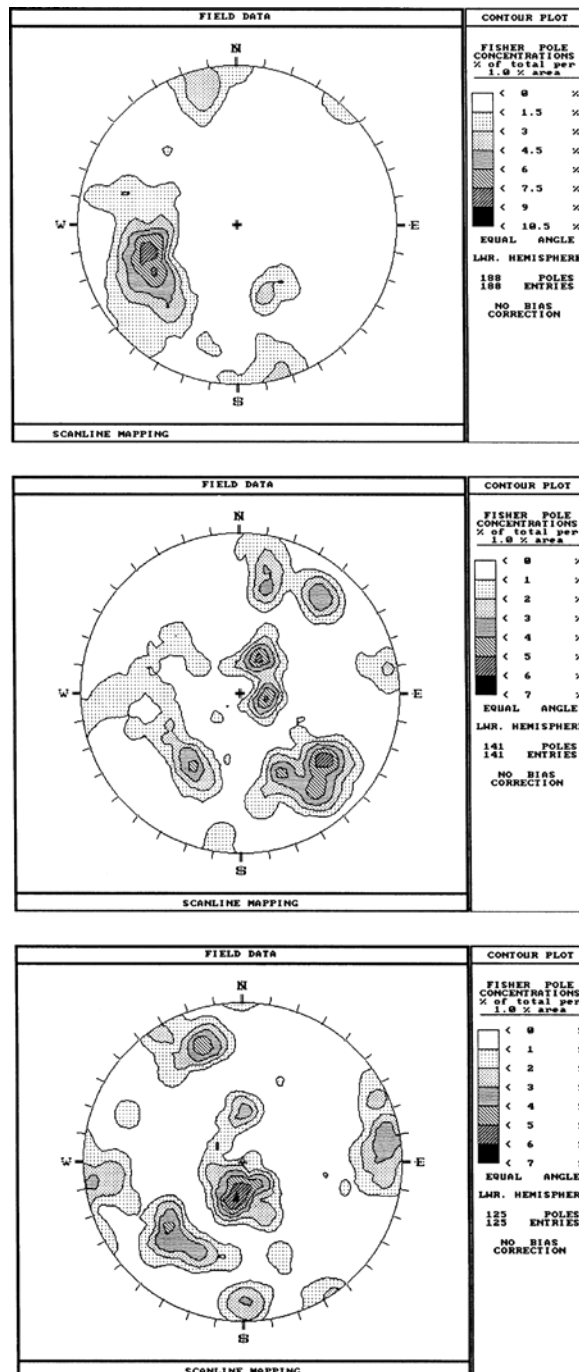 FIELD DATA
CONTOUR PLOT
FISHER POLE
CONCENTRATIONS
% of total per
1.0 % area
< 0 %
< 1.5 %
< 3 %
< 4.5 %
< 6 %
< 7.5 %
< 9 %
< 10.5 %
EQUAL ANGLE
LWR. HEMISPHERE
188 POLES
188 ENTRIES
NO BIAS
CORRECTION
N
W
E
S
SCANLINE MAPPING
FIELD DATA
CONTOUR PLOT
FISHER POLE
CONCENTRATIONS
% of total per
1.0 % area
< 0 %
< 1 %
< 2 %
< 3 %
< 4 %
< 5 %
< 6 %
< 7 %
EQUAL ANGLE
LWR. HEMISPHERE
141 POLES
141 ENTRIES
NO BIAS
CORRECTION
N
W
E
S
SCANLINE MAPPING
FIELD DATA
CONTOUR PLOT
FISHER POLE
CONCENTRATIONS
% of total per
1.0 % area
< 0
< 1
< 2
< 3
< 4
< 5
< 6
< 7
EQUAL ANGLE
LWR. HEMISPHERE
125 POLES
125 ENTRIES
NO BIAS
CORRECTION
N
W
E
S
SCANLINE MAPPING